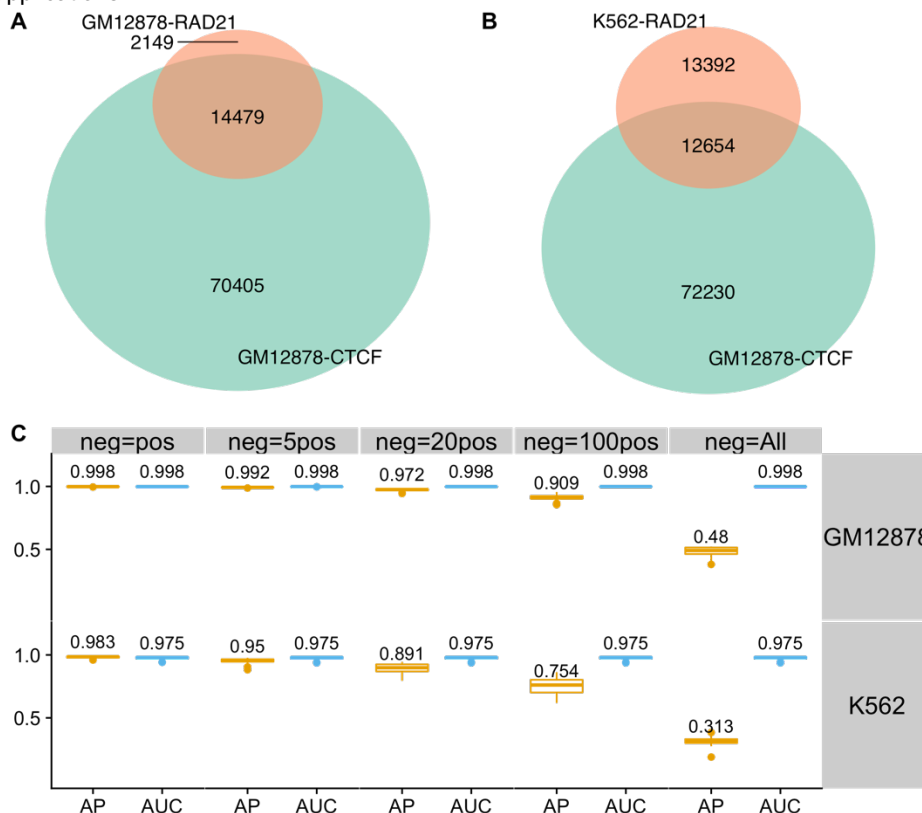 A
GM12878-RAD21
2149
14479
70405
GM12878-CTCF
B
K562-RAD21
13392
12654
72230
GM12878-CTCF
C
neg=pos neg=5pos neg=20pos neg=100pos neg=All
0.998 0.998 0.992 0.998 0.972 0.998 0.909 0.998 0.48 0.998
1.0
0.5
GM12878
0.983 0.975 0.95 0.975 0.891 0.975 0.754 0.975 0.313 0.975
1.0
0.5
K562
AP AUC AP AUC AP AUC AP AUC AP AUC